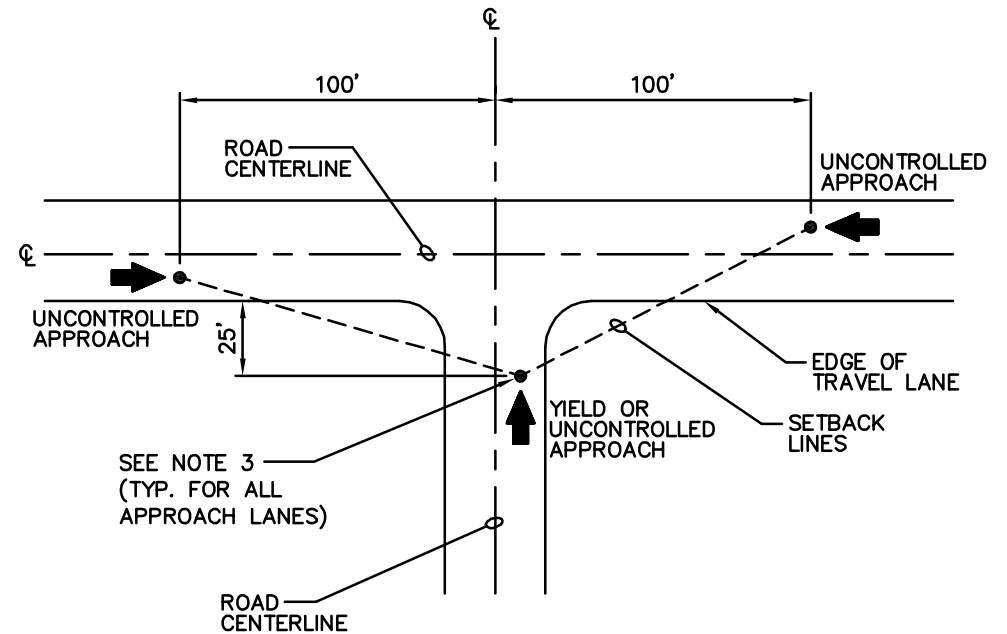 ℄
100'
100'
ROAD
CENTERLINE
UNCONTROLLED
APPROACH
℄
UNCONTROLLED
APPROACH
25'
EDGE OF
TRAVEL LANE
YIELD OR
UNCONTROLLED
APPROACH
SETBACK
LINES
SEE NOTE 3
(TYP. FOR ALL
APPROACH LANES)
ROAD
CENTERLINE